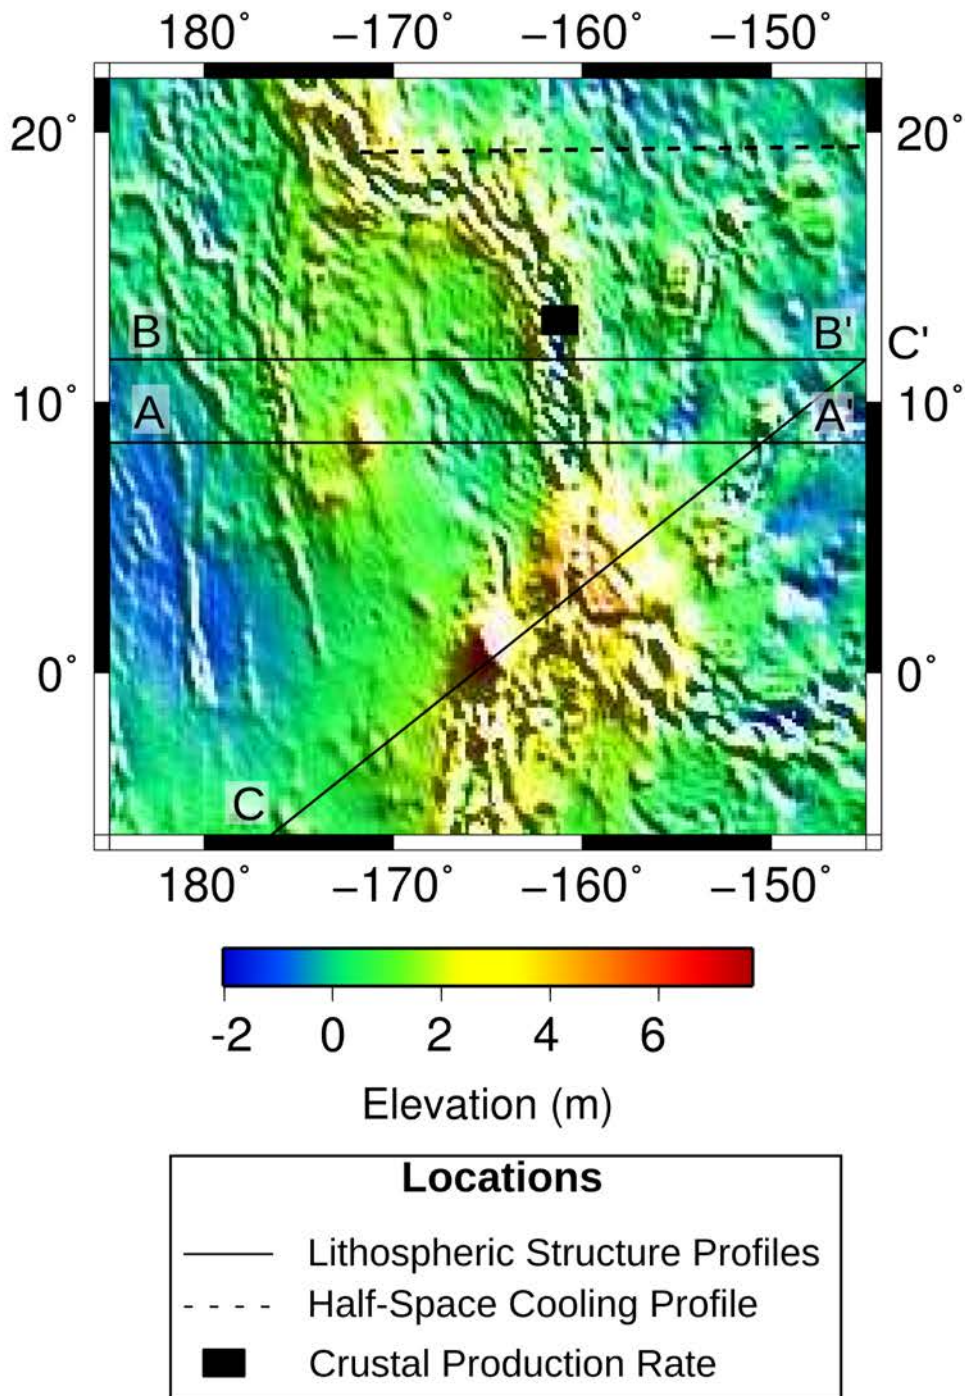 180° −170° −160° −150°
20° 20°
B B' C'
10° 10°
A A'
0° 0°
C
180° −170° −160° −150°
-2 0 2 4 6
Elevation (m)
Locations
Lithospheric Structure Profiles
Half-Space Cooling Profile
Crustal Production Rate